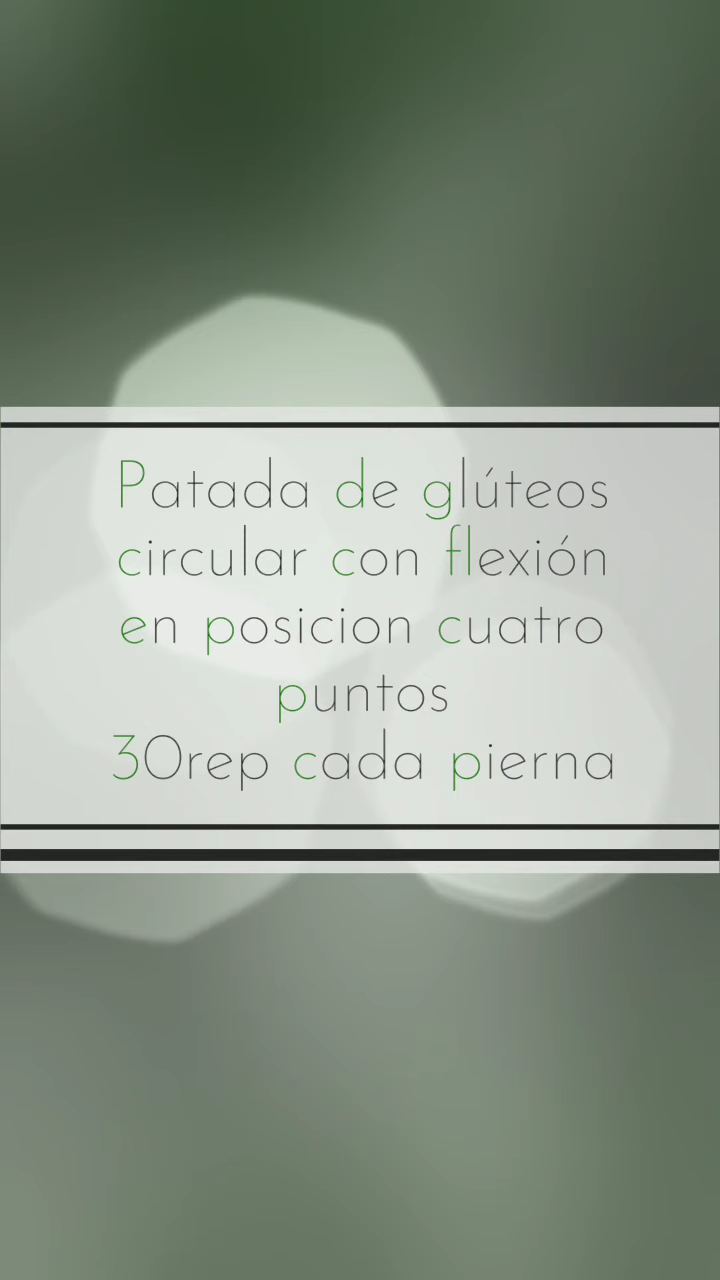 Patada de glúteos
circular con flexión
en posicion cuatro
puntos
30rep cada pierna